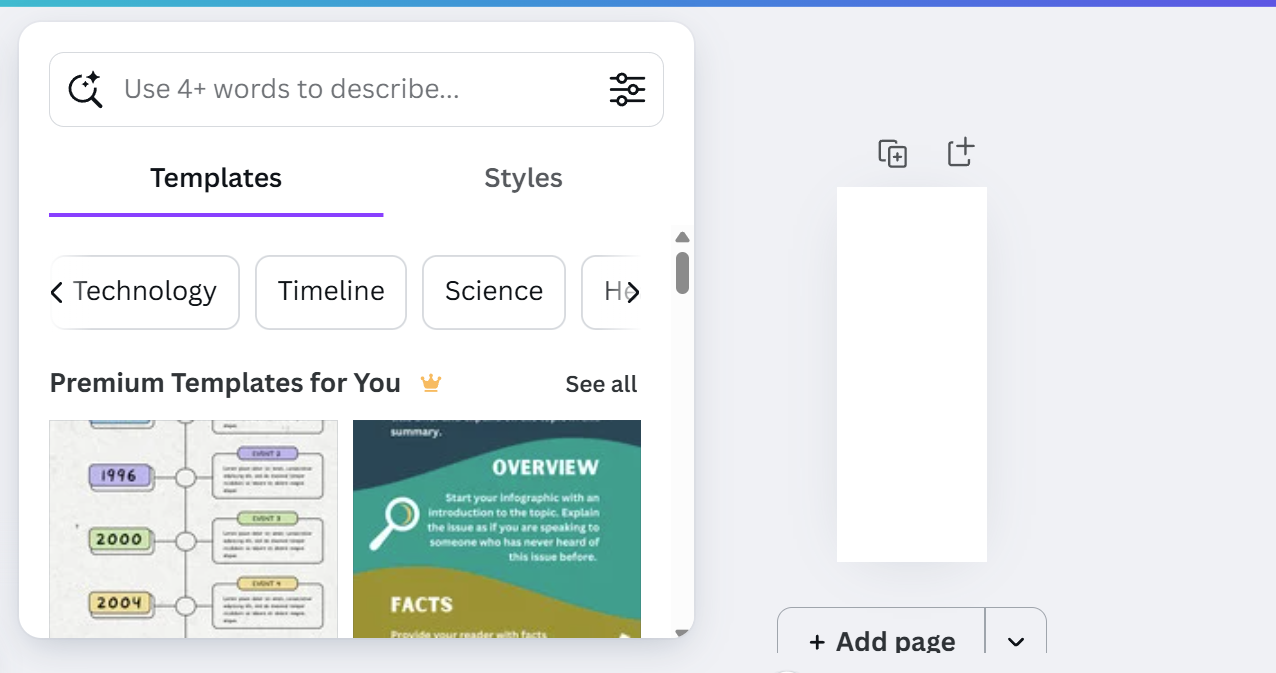 Use 4+ words to describe...
Templates
Styles
Technology
Timeline
Science
He
Premium Templates for You
See all
1996
2000
2004
EVENT 2
EVENT 3
EVENT 4
summary.
OVERVIEW
Start your infographic with an
introduction to the topic. Explain
the issue as if you are speaking to
someone who has never heard of
this issue before.
FACTS
Provide your reader with facts
+ Add page